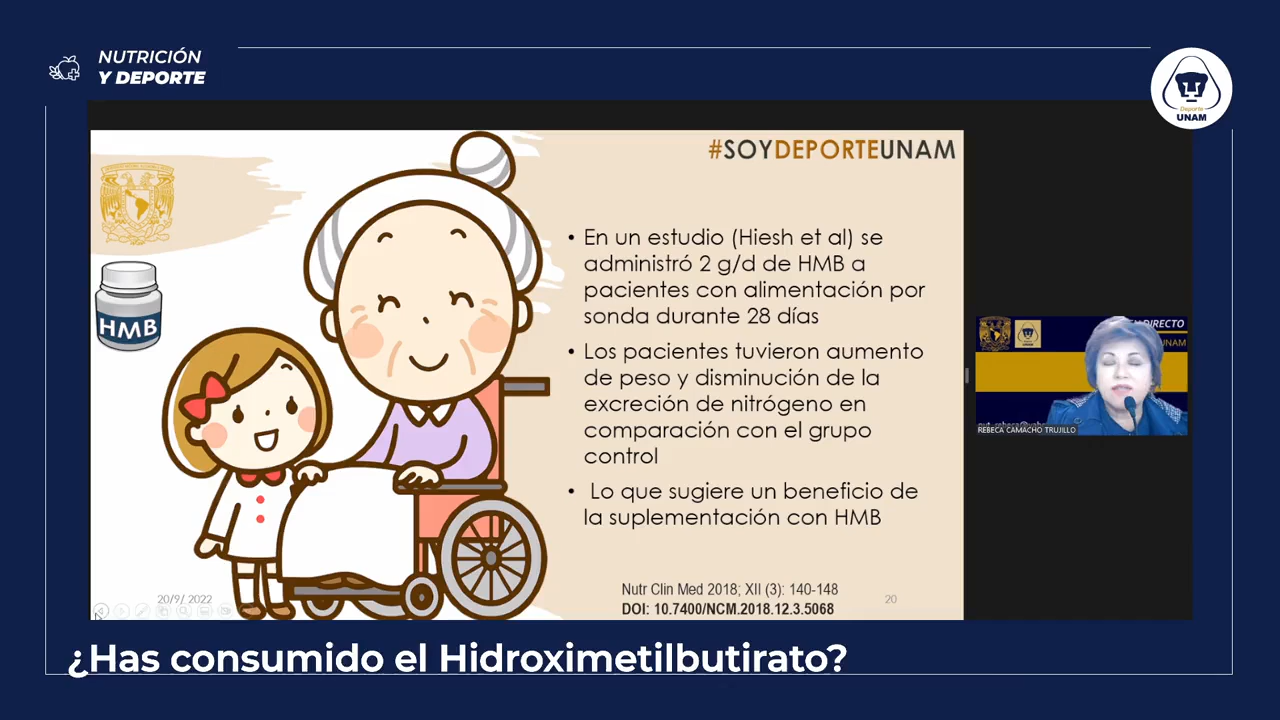 NUTRICIÓN
Y DEPORTE
Deporte
UNAM
#SOYDEPORTEUNAM
HMB
• En un estudio (Hiesh et al) se
administró 2 g/d de HMB a
pacientes con alimentación por
sonda durante 28 días
• Los pacientes tuvieron aumento
de peso y disminución de la
excreción de nitrógeno en
comparación con el grupo
control
• Lo que sugiere un beneficio de
la suplementación con HMB
Nutr Clin Med 2018; XII (3): 140-148
DOI: 10.7400/NCM.2018.12.3.5068
20/9/ 2022
20
DIRECTO
UNAM
REBECA CAMACHO TRUJILLO
¿Has consumido el Hidroximetilbutirato?